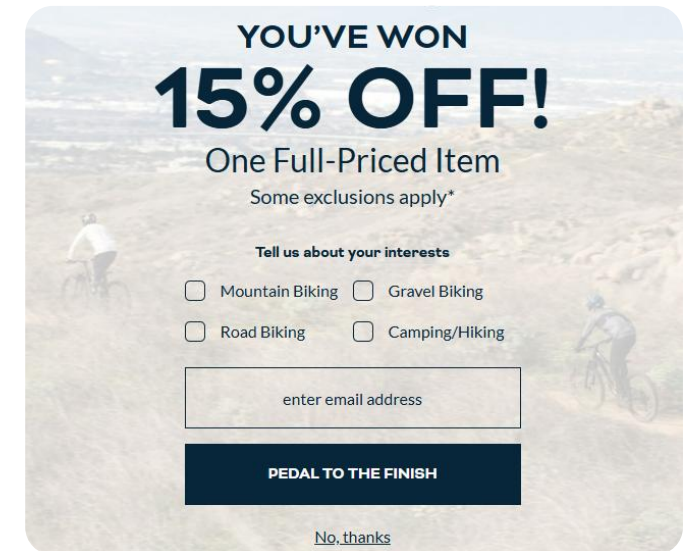 YOU'VE WON
15% OFF!
One Full-Priced Item
Some exclusions apply*
Tell us about your interests
Mountain Biking Gravel Biking
Road Biking Camping/Hiking
enter email address
PEDAL TO THE FINISH
No, thanks